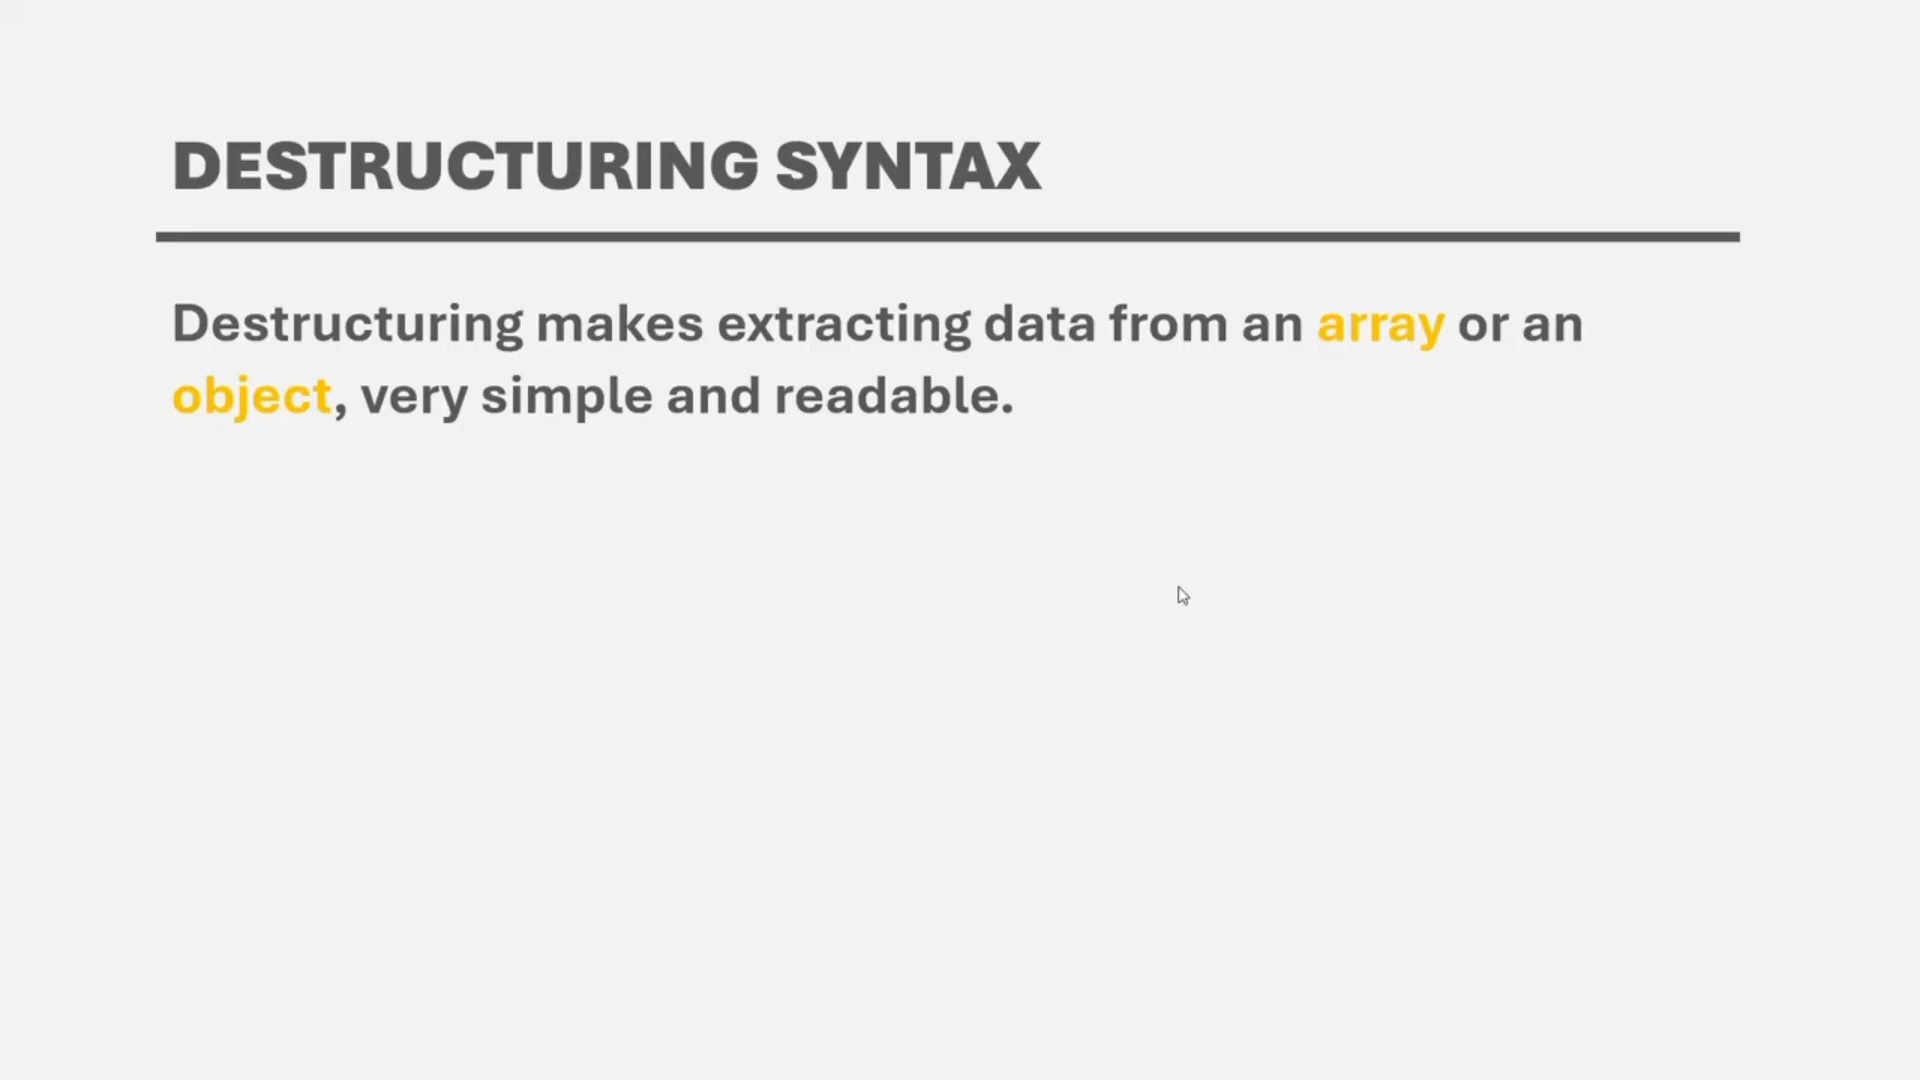 DESTRUCTURING SYNTAX
Destructuring makes extracting data from an array or an
object, very simple and readable.